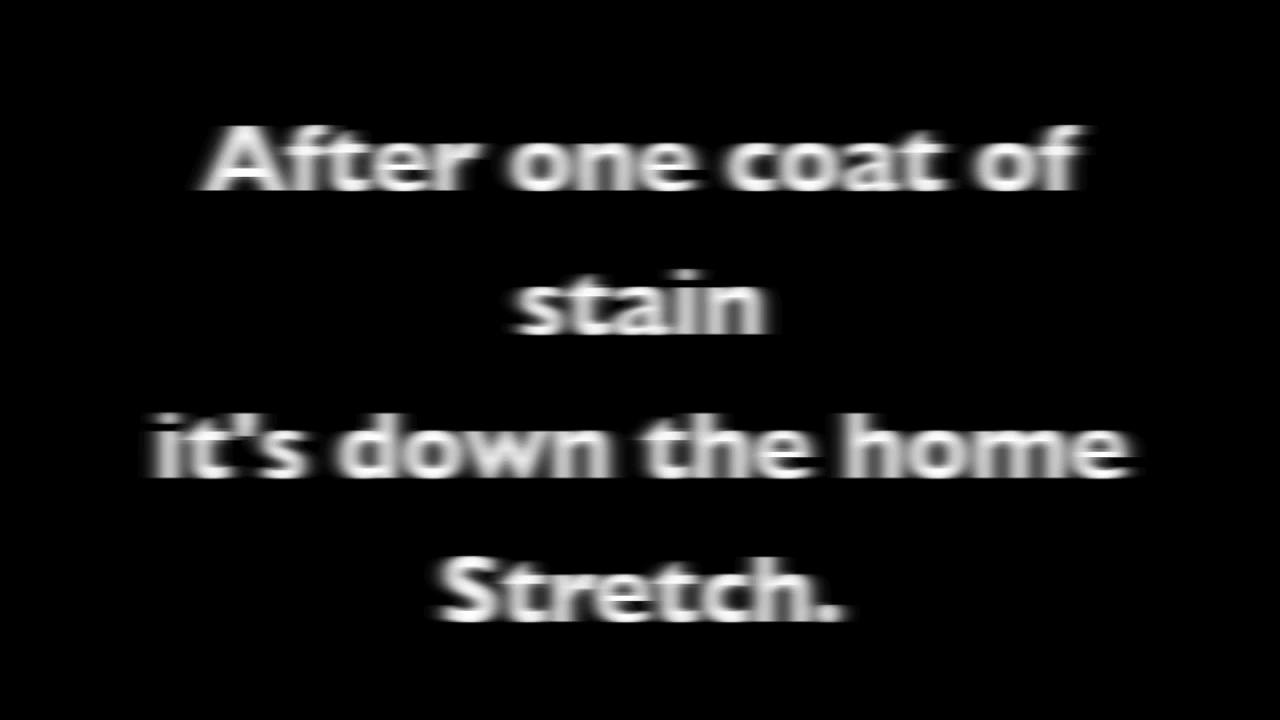 After one coat of
stain
it's down the home
Stretch.